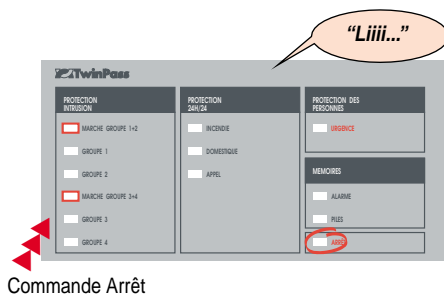 “Liiii...”
TwinPass
PROTECTION
INTRUSION
MARCHE GROUPE 1+2
GROUPE 1
GROUPE 2
MARCHE GROUPE 3+4
GROUPE 3
GROUPE 4
PROTECTION
24H/24
INCENDIE
DOMESTIQUE
APPEL
PROTECTION DES
PERSONNES
URGENCE
MEMOIRES
ALARME
PILES
ARRET
Commande Arrêt